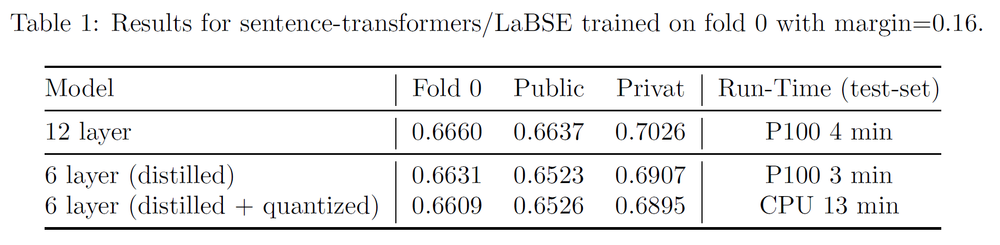 Table 1: Results for sentence-transformers/LaBSE trained on fold 0 with margin=0.16.
Model Fold 0 Public Privat Run-Time (test-set)
12 layer 0.6660 0.6637 0.7026 P100 4 min
6 layer (distilled) 0.6631 0.6523 0.6907 P100 3 min
6 layer (distilled + quantized) 0.6609 0.6526 0.6895 CPU 13 min